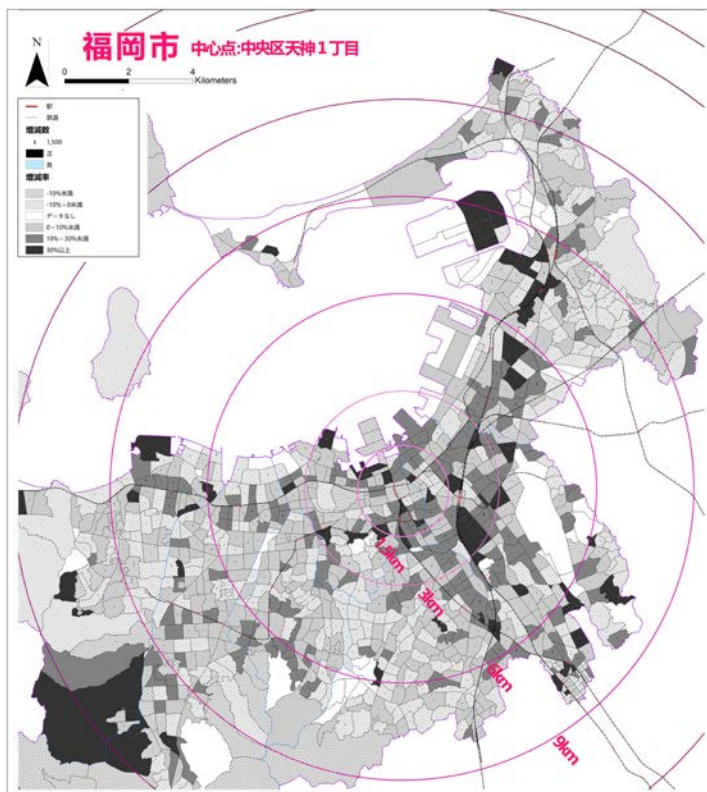 福岡市 中心点:中央区天神1丁目
N
0 2 4
Kilometers
駅
鉄道
増減数
1,500
正
負
増減率
-10%未満
-10% - 0未満
データなし
0 - 10%未満
10% - 30%未満
30%以上
1.5km
3km
6km
9km